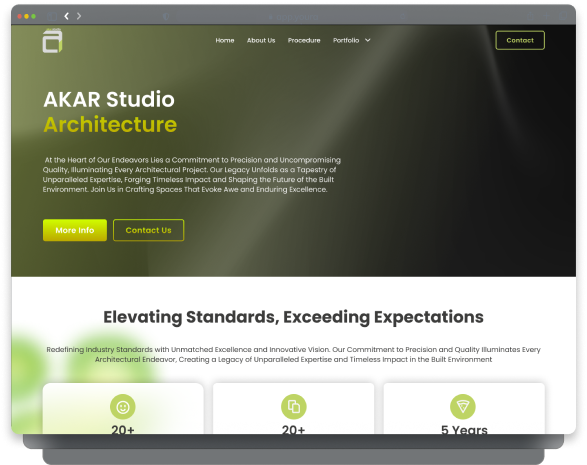 Home About Us Procedure Portfolio Contact
AKAR Studio
Architecture
At the Heart of Our Endeavors Lies a Commitment to Precision and Uncompromising
Quality, Illuminating Every Architectural Project. Our Legacy Unfolds as a Tapestry of
Unparalleled Expertise, Forging Timeless Impact and Shaping the Future of the Built
Environment. Join Us in Crafting Spaces That Evoke Awe and Enduring Excellence.
More Info Contact Us
Elevating Standards, Exceeding Expectations
Redefining Industry Standards with Unmatched Excellence and Innovative Vision. Our Commitment to Precision and Quality Illuminates Every
Architectural Endeavor, Creating a Legacy of Unparalleled Expertise and Timeless Impact in the Built Environment
20+ 20+ 5 Years